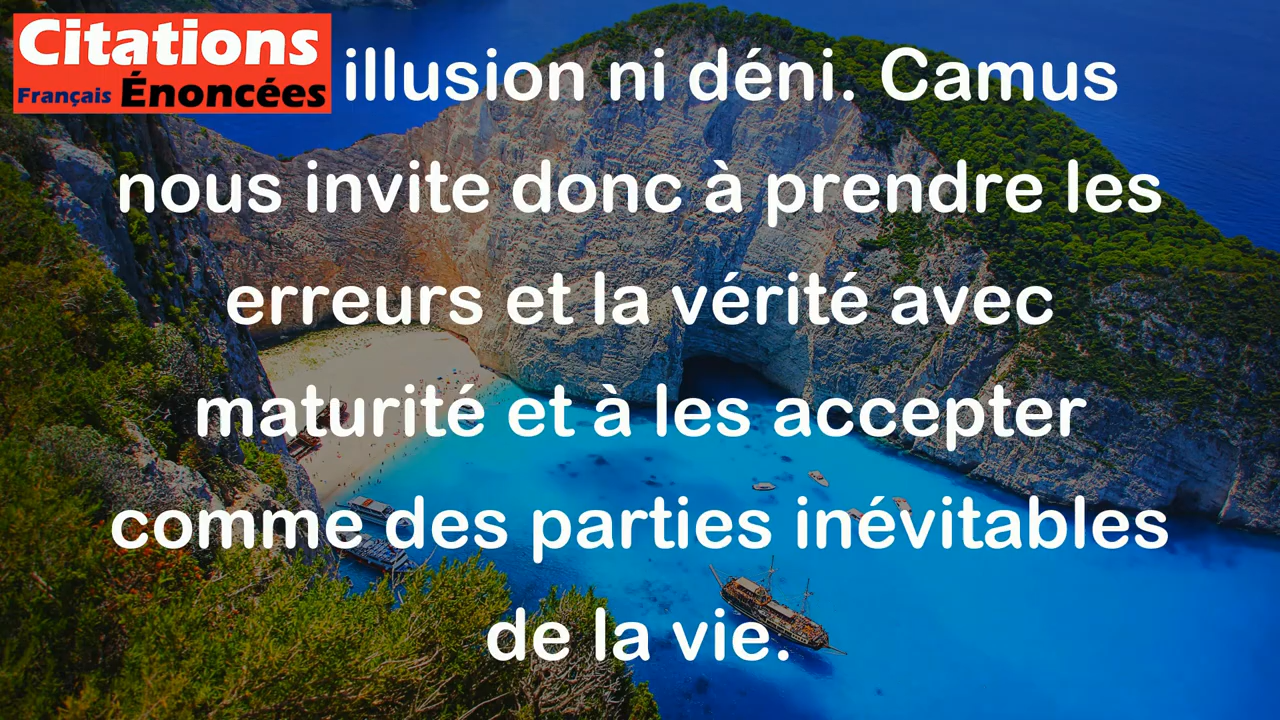 Citations
Français Énoncées
illusion ni déni. Camus
nous invite donc à prendre les
erreurs et la vérité avec
maturité et à les accepter
comme des parties inévitables
de la vie.